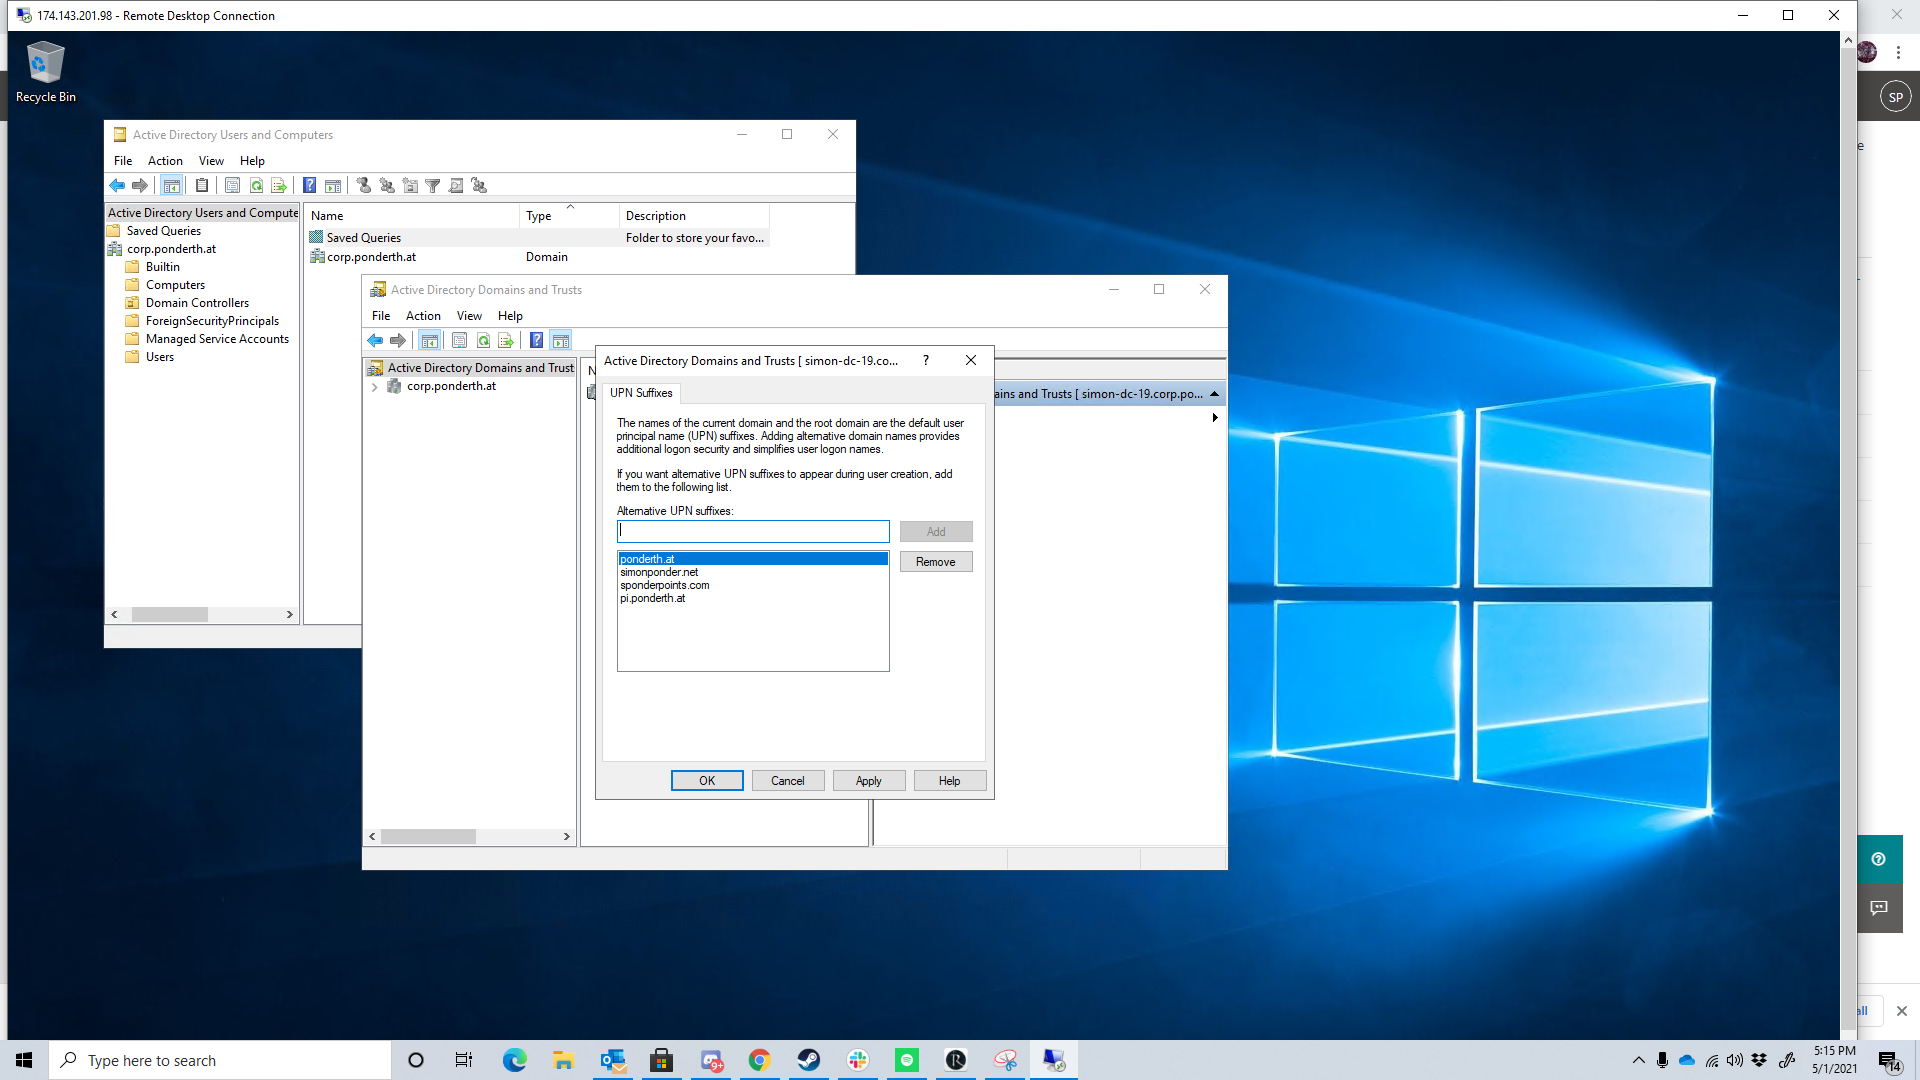 174.143.201.98 - Remote Desktop Connection
Recycle Bin
SP
Active Directory Users and Computers
File Action View Help
Active Directory Users and Compute
Saved Queries
corp.ponderth.at
Builtin
Computers
Domain Controllers
ForeignSecurityPrincipals
Managed Service Accounts
Users
Name Type Description
Saved Queries Folder to store your favo...
corp.ponderth.at Domain
Active Directory Domains and Trusts
File Action View Help
Active Directory Domains and Trust
corp.ponderth.at
N
ains and Trusts [ simon-dc-19.corp.po...
Active Directory Domains and Trusts [ simon-dc-19.co... ?
UPN Suffixes
The names of the current domain and the root domain are the default user
principal name (UPN) suffixes. Adding alternative domain names provides
additional logon security and simplifies user logon names.
If you want alternative UPN suffixes to appear during user creation, add
them to the following list.
Alternative UPN suffixes:
Add
ponderth.at
simonponder.net
sponderpoints.com
pi.ponderth.at
Remove
OK Cancel Apply Help
e
all
Type here to search
9+
5:15 PM
5/1/2021
14